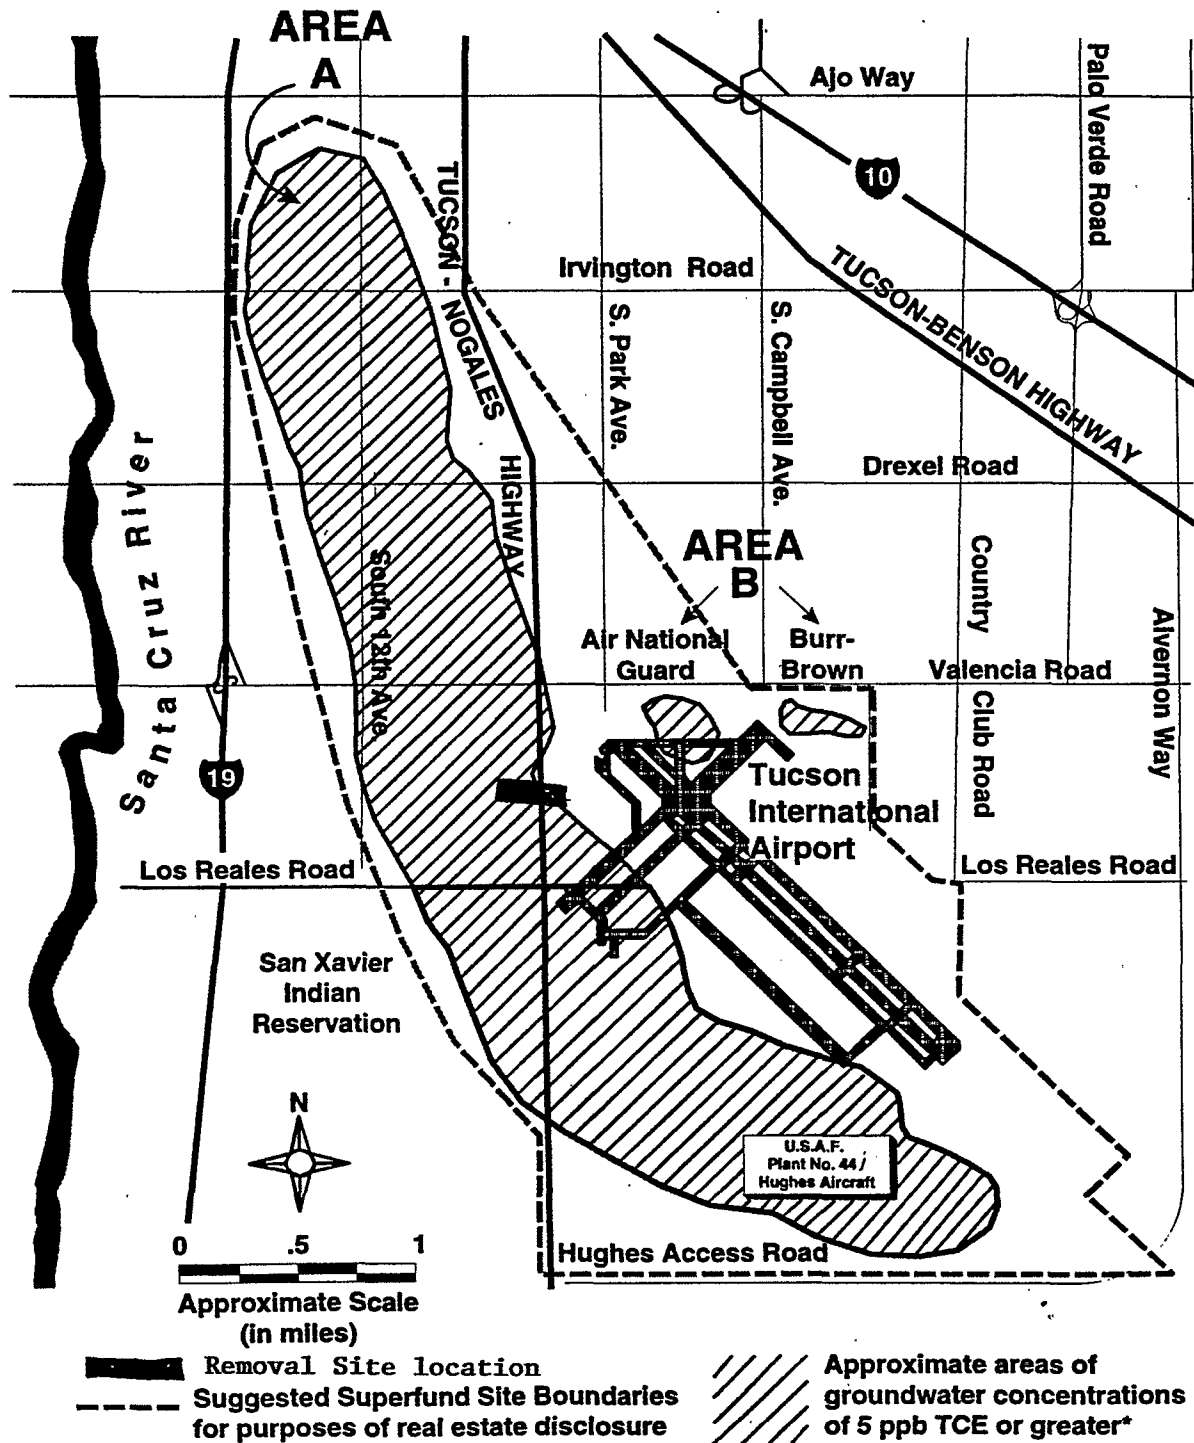 AREA
A
Ajo Way
Palo Verde Road
10
TUCSON - NOGALES
HIGHWAY
Irvington Road
TUCSON-BENSON HIGHWAY
S. Park Ave.
S. Campbell Ave.
Santa Cruz River
Drexel Road
South 12th Ave
AREA
B
Country
Club Road
Alvernon Way
Air National
Guard
Burr-
Brown
Valencia Road
19
Tucson
International
Airport
Los Reales Road
Los Reales Road
San Xavier
Indian
Reservation
N
U.S.A.F.
Plant No. 44 /
Hughes Aircraft
0 .5 1
Hughes Access Road
Approximate Scale
(in miles)
Removal Site location
Suggested Superfund Site Boundaries
for purposes of real estate disclosure
Approximate areas of
groundwater concentrations
of 5 ppb TCE or greater*